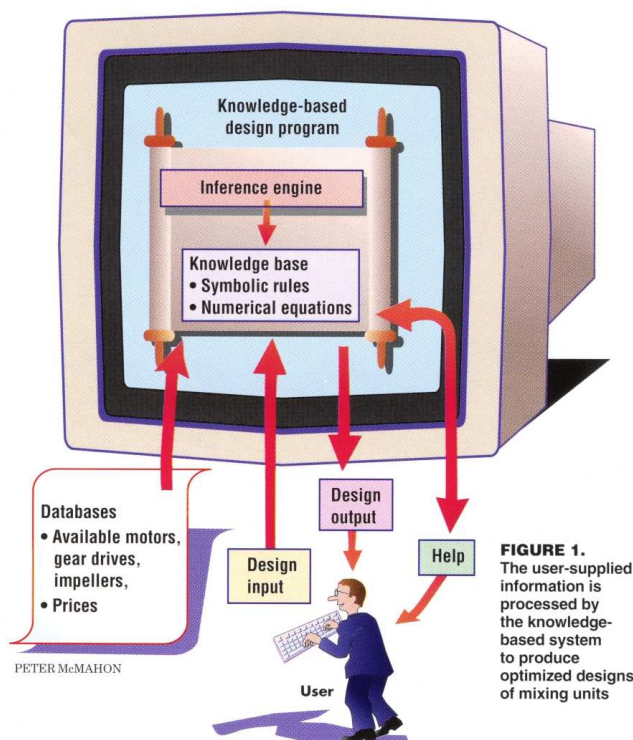 Knowledge-based
design program
Inference engine
Knowledge base
• Symbolic rules
• Numerical equations
Databases
• Available motors,
gear drives,
impellers,
• Prices
Design
input
Design
output
Help
User
PETER McMAHON
FIGURE 1.
The user-supplied
information is
processed by
the knowledge-
based system
to produce
optimized designs
of mixing units